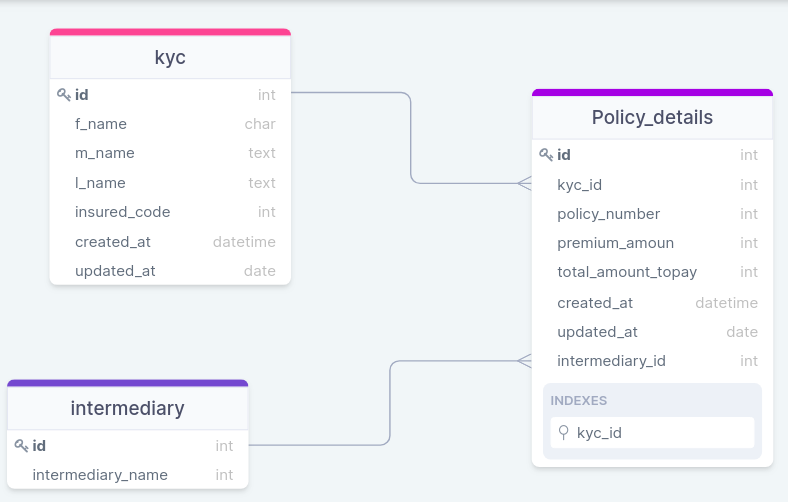 kyc
id int
f_name char
m_name text
l_name text
insured_code int
created_at datetime
updated_at date
Policy_details
id int
kyc_id int
policy_number int
premium_amoun int
total_amount_topay int
created_at datetime
updated_at date
intermediary_id int
INDEXES
kyc_id
intermediary
id int
intermediary_name int